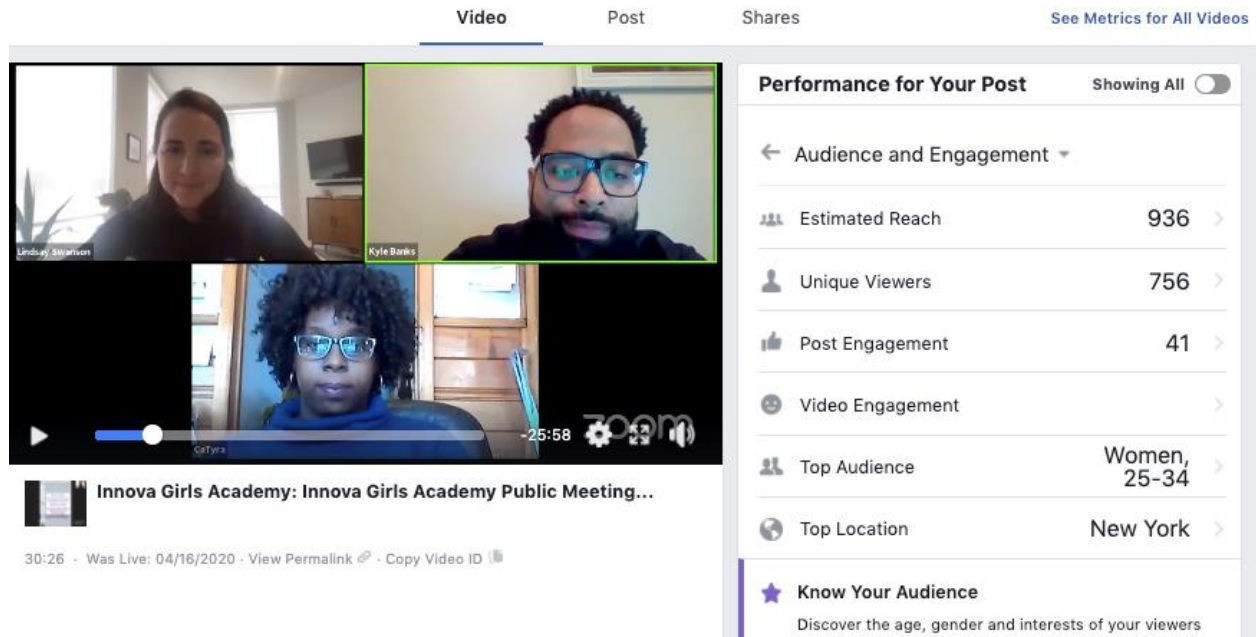 Video
Post
Shares
See Metrics for All Videos
Lindsay Swanson
Kyle Banks
CaTyra
zoom
-25:58
Innova Girls Academy: Innova Girls Academy Public Meeting...
30:26 · Was Live: 04/16/2020 · View Permalink · Copy Video ID
Performance for Your Post
Showing All
Audience and Engagement
Estimated Reach 936
Unique Viewers 756
Post Engagement 41
Video Engagement
Top Audience Women, 25-34
Top Location New York
Know Your Audience
Discover the age, gender and interests of your viewers